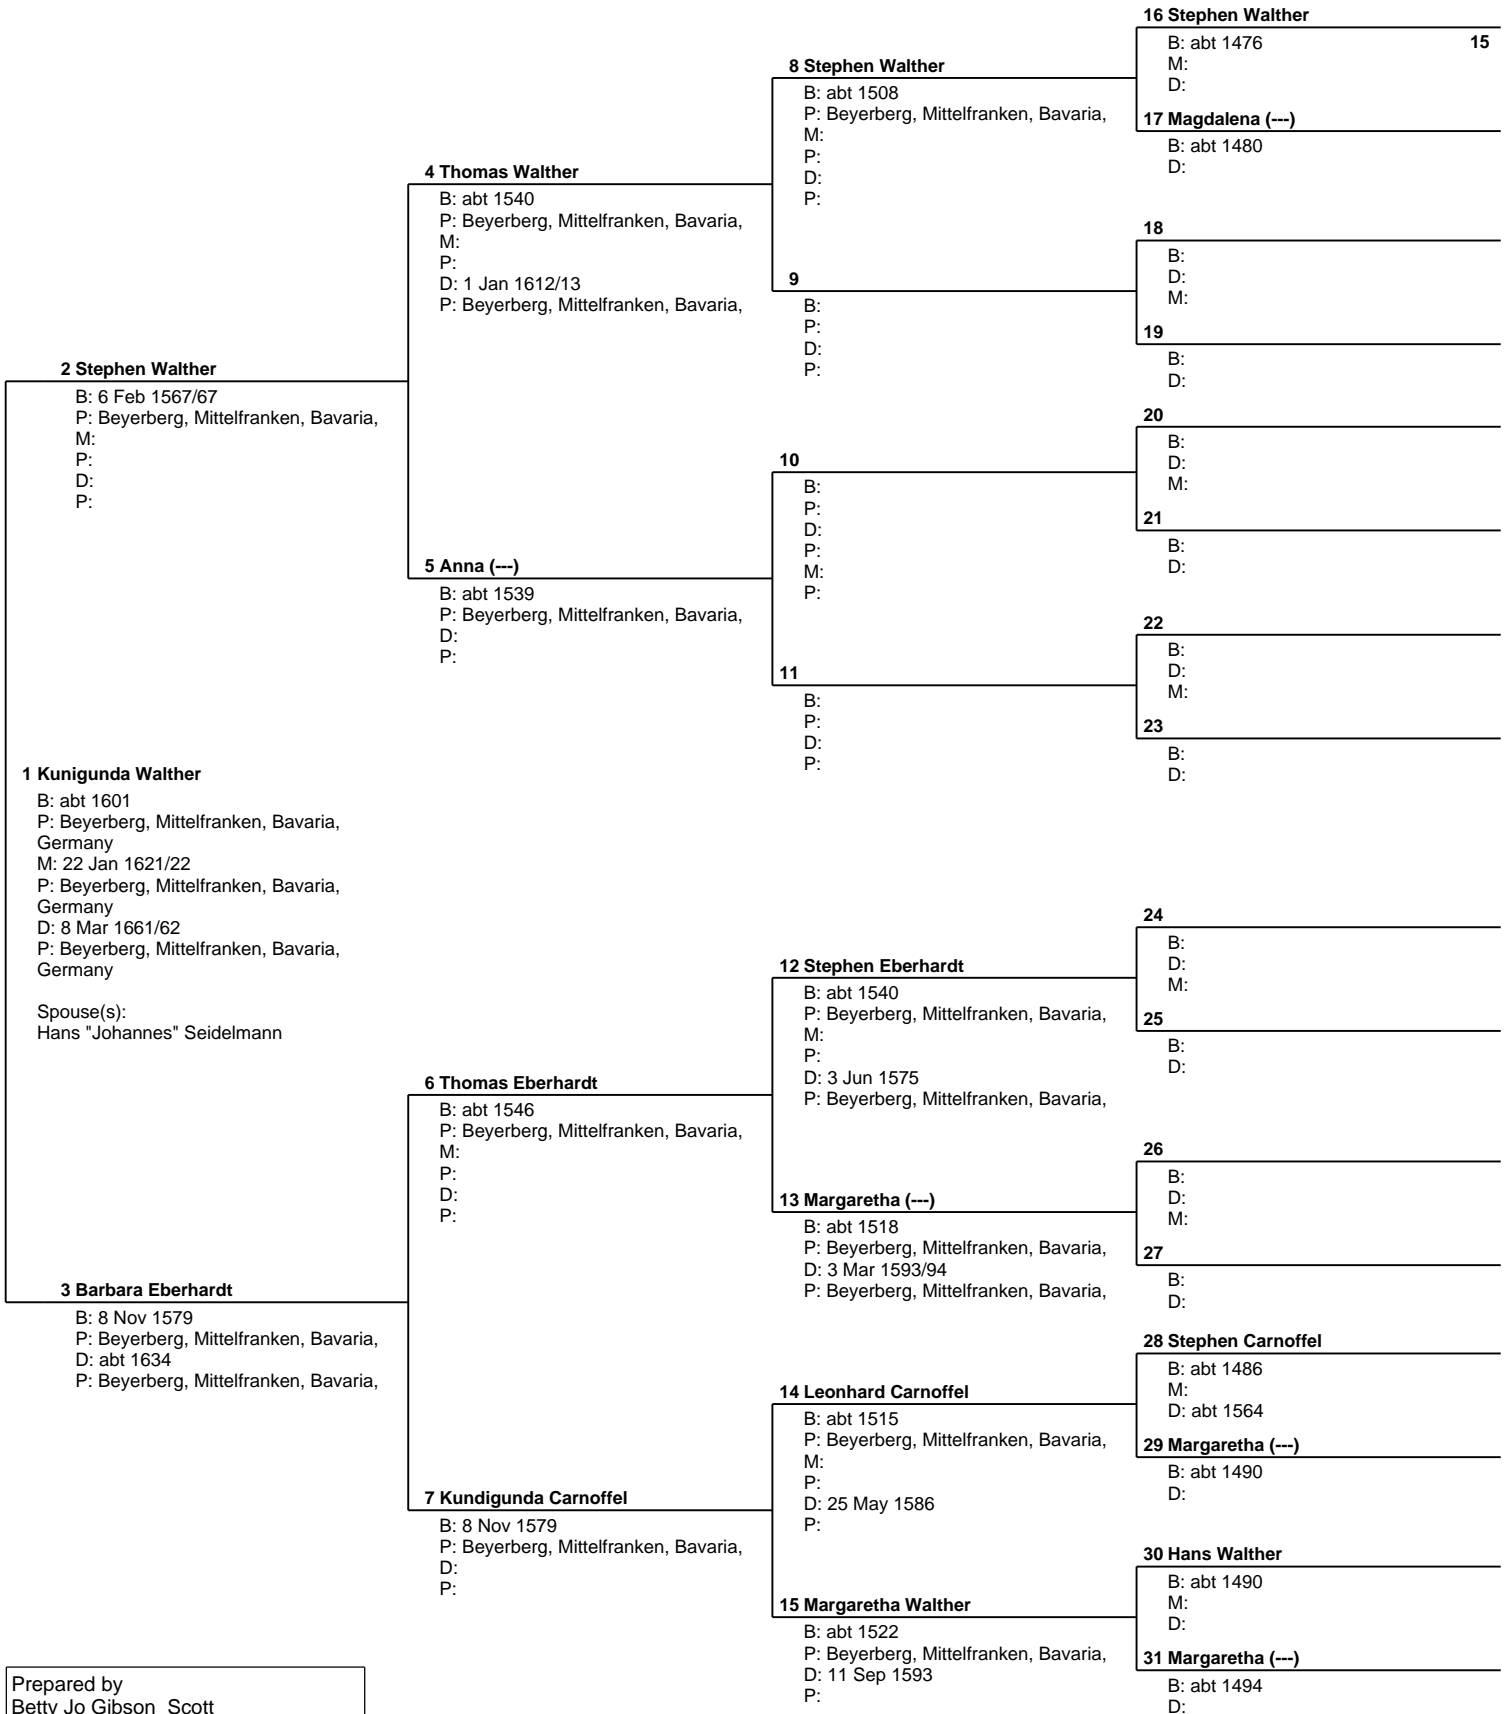 16 Stephen Walther
B: abt 1476
15
M:
D:
17 Magdalena (---)
B: abt 1480
D:
8 Stephen Walther
B: abt 1508
P: Beyerberg, Mittelfranken, Bavaria,
M:
P:
D:
P:
18
B:
D:
M:
19
B:
D:
9
B:
P:
D:
P:
4 Thomas Walther
B: abt 1540
P: Beyerberg, Mittelfranken, Bavaria,
M:
P:
D: 1 Jan 1612/13
P: Beyerberg, Mittelfranken, Bavaria,
2 Stephen Walther
B: 6 Feb 1567/67
P: Beyerberg, Mittelfranken, Bavaria,
M:
P:
D:
P:
20
B:
D:
M:
21
B:
D:
10
B:
P:
D:
P:
M:
P:
5 Anna (---)
B: abt 1539
P: Beyerberg, Mittelfranken, Bavaria,
D:
P:
22
B:
D:
M:
23
B:
D:
11
B:
P:
D:
P:
1 Kunigunda Walther
B: abt 1601
P: Beyerberg, Mittelfranken, Bavaria,
Germany
M: 22 Jan 1621/22
P: Beyerberg, Mittelfranken, Bavaria,
Germany
D: 8 Mar 1661/62
P: Beyerberg, Mittelfranken, Bavaria,
Germany
Spouse(s):
Hans "Johannes" Seidelmann
24
B:
D:
M:
25
B:
D:
12 Stephen Eberhardt
B: abt 1540
P: Beyerberg, Mittelfranken, Bavaria,
M:
P:
D: 3 Jun 1575
P: Beyerberg, Mittelfranken, Bavaria,
6 Thomas Eberhardt
B: abt 1546
P: Beyerberg, Mittelfranken, Bavaria,
M:
P:
D:
P:
26
B:
D:
M:
27
B:
D:
13 Margaretha (---)
B: abt 1518
P: Beyerberg, Mittelfranken, Bavaria,
D: 3 Mar 1593/94
P: Beyerberg, Mittelfranken, Bavaria,
3 Barbara Eberhardt
B: 8 Nov 1579
P: Beyerberg, Mittelfranken, Bavaria,
D: abt 1634
P: Beyerberg, Mittelfranken, Bavaria,
28 Stephen Carnoffel
B: abt 1486
M:
D: abt 1564
29 Margaretha (---)
B: abt 1490
D:
14 Leonhard Carnoffel
B: abt 1515
P: Beyerberg, Mittelfranken, Bavaria,
M:
P:
D: 25 May 1586
P:
7 Kundigunda Carnoffel
B: 8 Nov 1579
P: Beyerberg, Mittelfranken, Bavaria,
D:
P:
30 Hans Walther
B: abt 1490
M:
D:
15 Margaretha Walther
B: abt 1522
P: Beyerberg, Mittelfranken, Bavaria,
D: 11 Sep 1593
P:
31 Margaretha (---)
B: abt 1494
D:
Prepared by
Betty Jo Gibson Scott